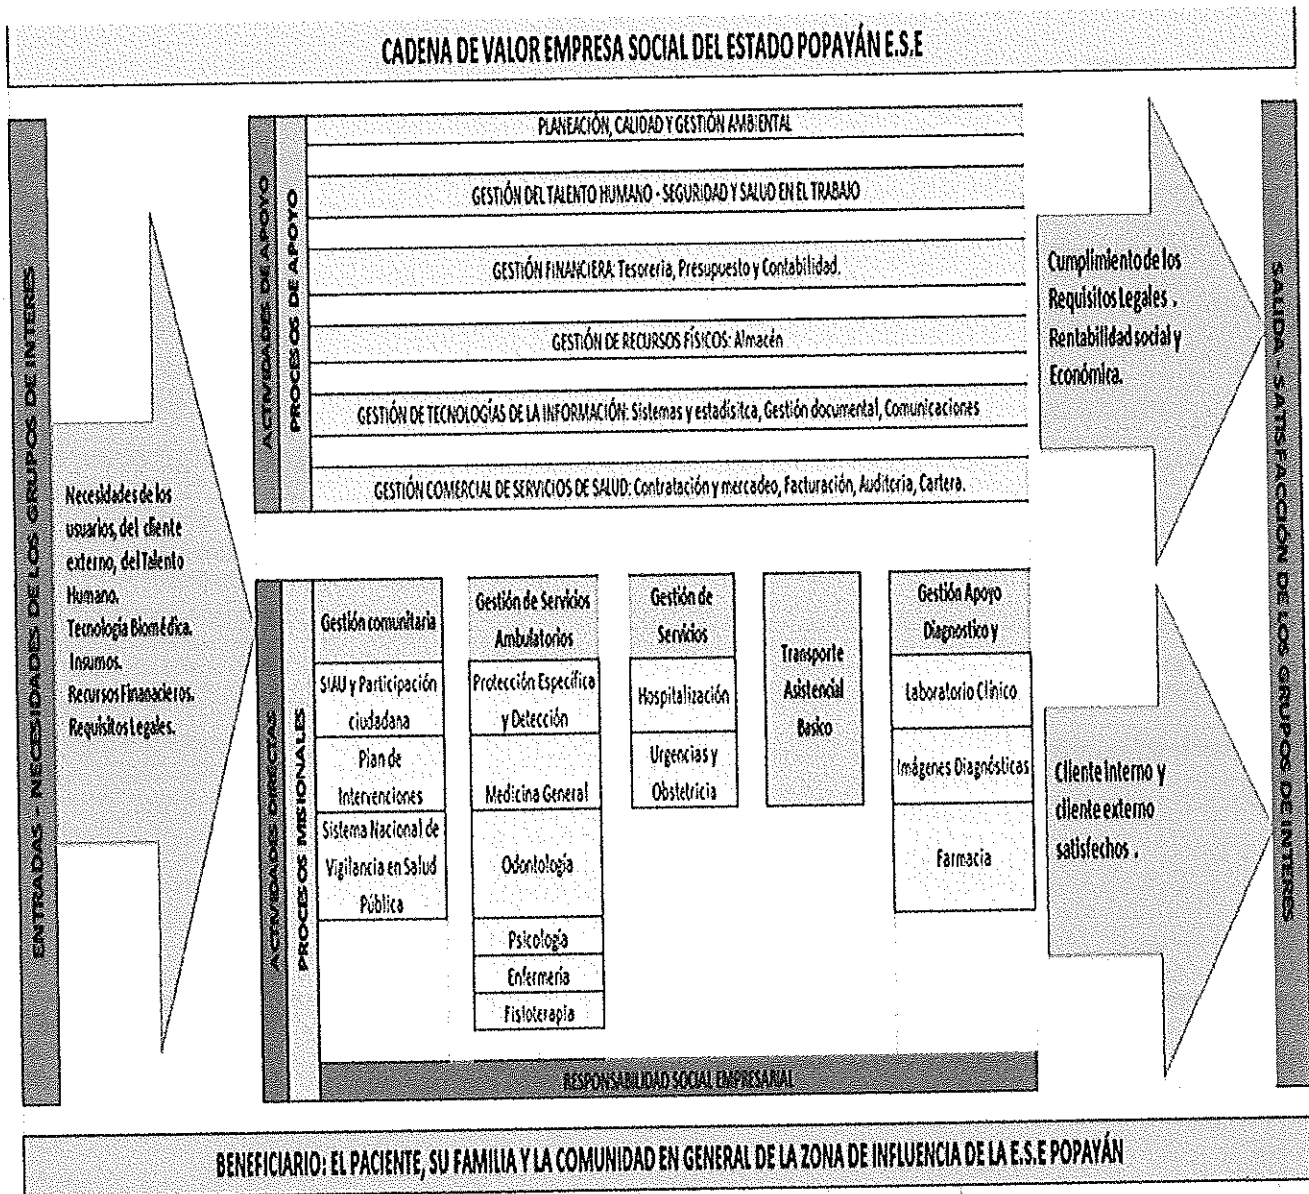 CADENA DE VALOR EMPRESA SOCIAL DEL ESTADO POPAYÁN E.S.E
ENTRADAS - NECESIDADES DE LOS GRUPOS DE INTERES
Necesidades de los
usuarios, del cliente
externo, del Talento
Humano.
Tecnología Biomédica.
Insumos.
Recursos Finanacieros.
Requisitos Legales.
ACTIVIDADES DE APOYO
PROCESOS DE APOYO
PLANEACIÓN, CALIDAD Y GESTIÓN AMBIENTAL
GESTIÓN DEL TALENTO HUMANO - SEGURIDAD Y SALUD EN EL TRABAJO
GESTIÓN FINANCIERA: Tesoreria, Presupuesto y Contabilidad.
GESTIÓN DE RECURSOS FÍSICOS: Almacén
GESTIÓN DE TECNOLOGÍAS DE LA INFORMACIÓN: Sistemas y estadísitca, Gestión documental, Comunicaciones
GESTIÓN COMERCIAL DE SERVICIOS DE SALUD: Contratación y mercadeo, Facturación, Auditoria, Cartera.
Cumplimiento de los
Requisitos Legales .
Rentabilidad social y
Económica.
ACTIVIDADES DIRECTAS
PROCESOS MISIONALES
Gestión comunitaria
SIAU y Participación
ciudadana
Plan de
Intervenciones
Sistema Nacional de
Vigilancia en Salud
Pública
Gestión de Servicios
Ambulatorios
Protección Específica
y Detección
Medicina General
Odontología
Psicología
Enfermería
Fisioterapia
Gestión de
Servicios
Hospitalización
Urgencias y
Obstetricia
Transporte
Asistencial
Basico
Gestión Apoyo
Diagnostico y
Laboratorio Clínico
Imágenes Diagnósticas
Farmacia
Cliente Interno y
cliente externo
satisfechos .
SALIDA - SATISFACCIÓN DE LOS GRUPOS DE INTERES
RESPONSABILIDAD SOCIAL EMPRESARIAL
BENEFICIARIO: EL PACIENTE, SU FAMILIA Y LA COMUNIDAD EN GENERAL DE LA ZONA DE INFLUENCIA DE LA E.S.E POPAYÁN